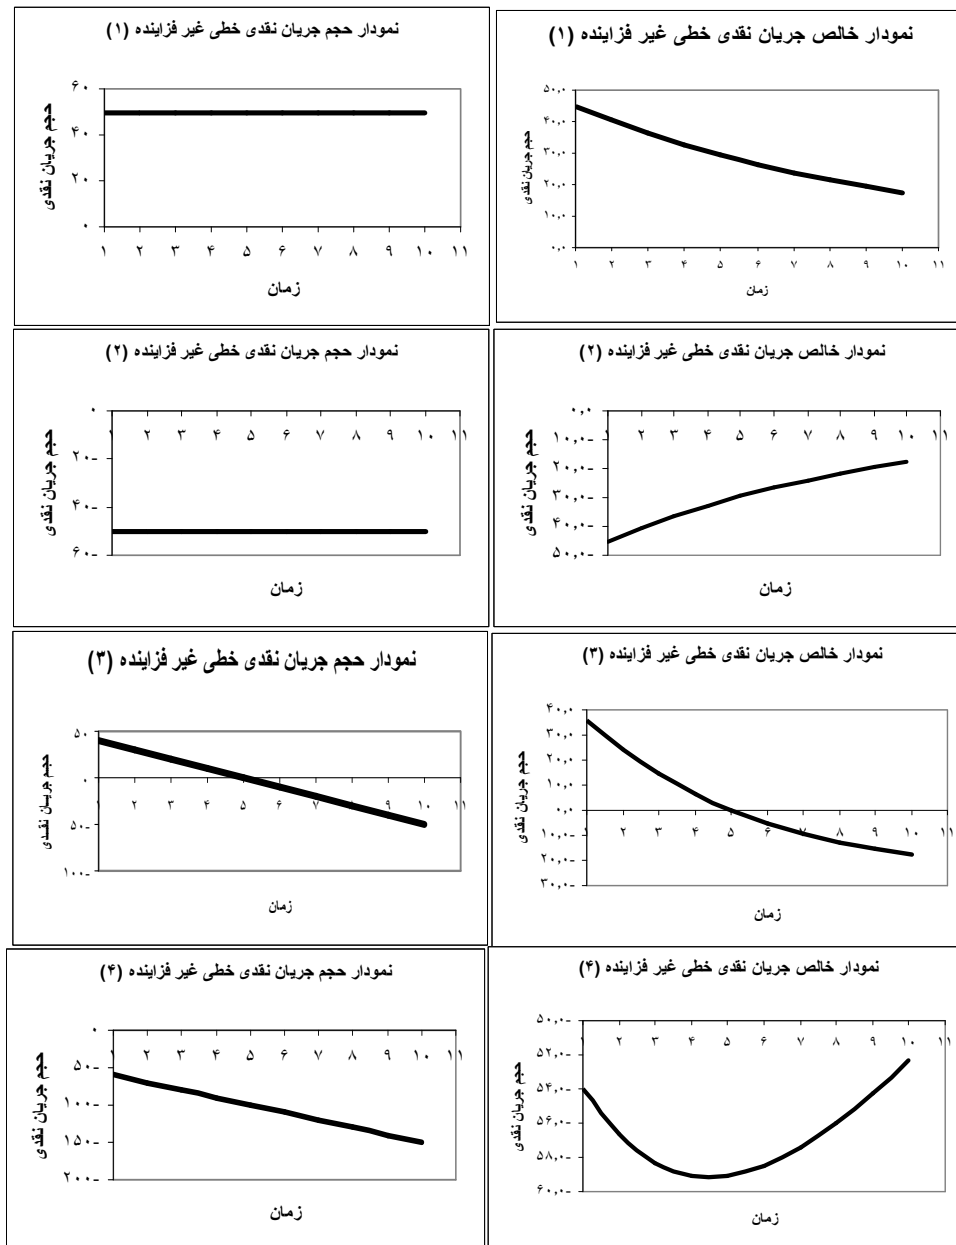 نمودار حجم جریان نقدی خطی غیر فزاینده (۱)
حجم جریان نقدی
۶۰
۴۰
۲۰
۰
۱ ۲ ۳ ۴ ۵ ۶ ۷ ۸ ۹ ۱۰ ۱۱
زمان
نمودار خالص جریان نقدی خطی غیر فزاینده (۱)
حجم جریان نقدی
۵۰,۰
۴۰,۰
۳۰,۰
۲۰,۰
۱۰,۰
۰,۰
۱ ۲ ۳ ۴ ۵ ۶ ۷ ۸ ۹ ۱۰ ۱۱
زمان
نمودار حجم جریان نقدی خطی غیر فزاینده (۲)
حجم جریان نقدی
۰
۲۰-
۴۰-
۶۰-
۱ ۲ ۳ ۴ ۵ ۶ ۷ ۸ ۹ ۱۰ ۱۱
زمان
نمودار خالص جریان نقدی خطی غیر فزاینده (۲)
حجم جریان نقدی
۰,۰
۱۰,۰-
۲۰,۰-
۳۰,۰-
۴۰,۰-
۵۰,۰-
۱ ۲ ۳ ۴ ۵ ۶ ۷ ۸ ۹ ۱۰ ۱۱
زمان
نمودار حجم جریان نقدی خطی غیر فزاینده (۳)
حجم جریان نقدی
۵۰
۰
۵۰-
۱۰۰-
۱ ۲ ۳ ۴ ۵ ۶ ۷ ۸ ۹ ۱۰ ۱۱
زمان
نمودار خالص جریان نقدی خطی غیر فزاینده (۳)
حجم جریان نقدی
۴۰,۰
۳۰,۰
۲۰,۰
۱۰,۰
۰,۰
۱۰,۰-
۲۰,۰-
۳۰,۰-
۱ ۲ ۳ ۴ ۵ ۶ ۷ ۸ ۹ ۱۰ ۱۱
زمان
نمودار حجم جریان نقدی خطی غیر فزاینده (۴)
حجم جریان نقدی
۰
۵۰-
۱۰۰-
۱۵۰-
۲۰۰-
۱ ۲ ۳ ۴ ۵ ۶ ۷ ۸ ۹ ۱۰ ۱۱
زمان
نمودار خالص جریان نقدی خطی غیر فزاینده (۴)
حجم جریان نقدی
۵۰,۰-
۵۲,۰-
۵۴,۰-
۵۶,۰-
۵۸,۰-
۶۰,۰-
۱ ۲ ۳ ۴ ۵ ۶ ۷ ۸ ۹ ۱۰ ۱۱
زمان